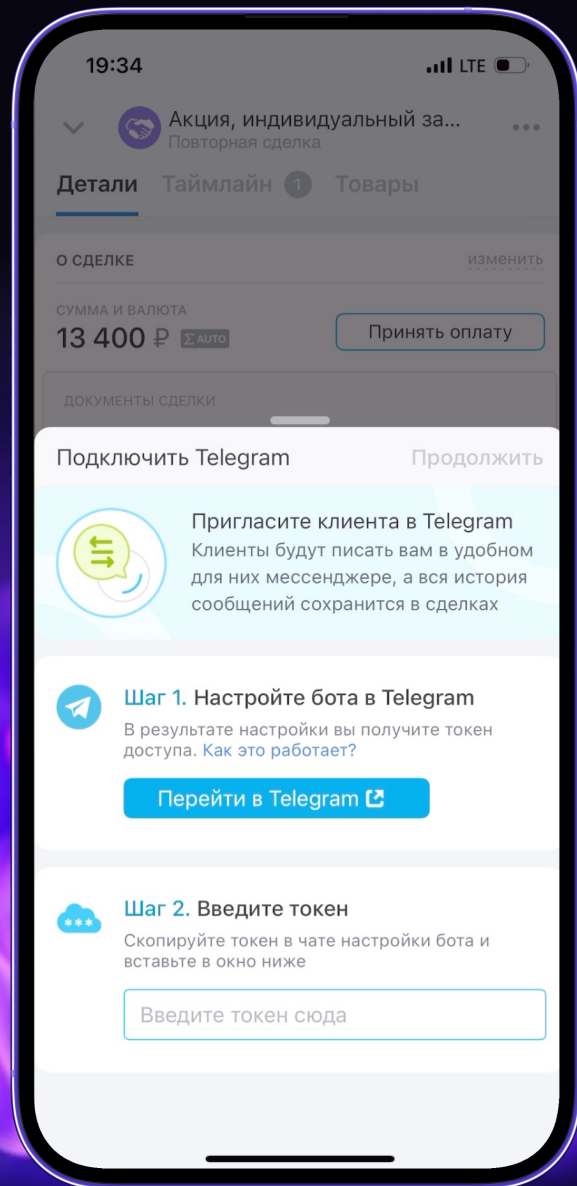 19:34
LTE
Акция, индивидуальный за...
Повторная сделка
Детали Таймлайн 1 Товары
О СДЕЛКЕ изменить
СУММА И ВАЛЮТА
13 400 ₽ Σ AUTO
Принять оплату
ДОКУМЕНТЫ СДЕЛКИ
Подключить Telegram Продолжить
Пригласите клиента в Telegram
Клиенты будут писать вам в удобном
для них мессенджере, а вся история
сообщений сохранится в сделках
Шаг 1. Настройте бота в Telegram
В результате настройки вы получите токен
доступа. Как это работает?
Перейти в Telegram
Шаг 2. Введите токен
Скопируйте токен в чате настройки бота и
вставьте в окно ниже
Введите токен сюда